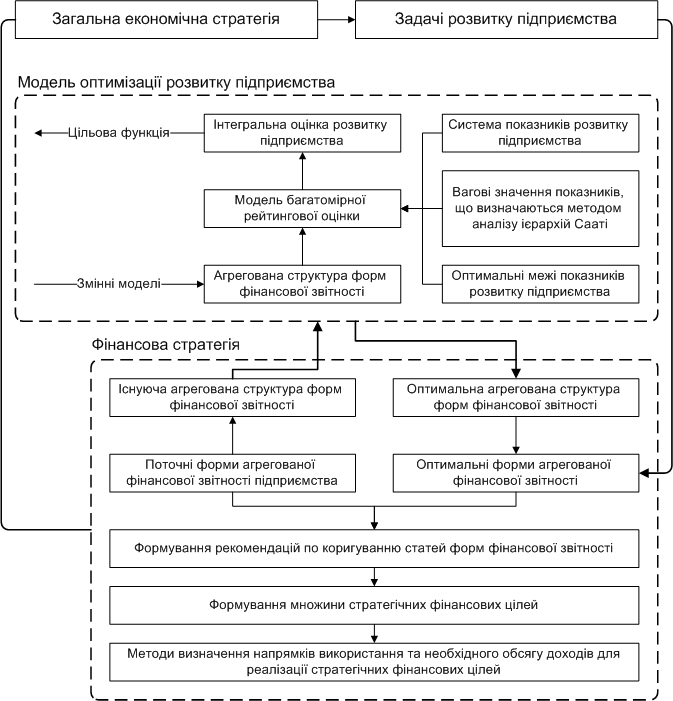 Загальна економічна стратегія
Задачі розвитку підприємства
Модель оптимізації розвитку підприємства
Цільова функція
Інтегральна оцінка розвитку
підприємства
Система показників розвитку
підприємства
Модель багатомірної
рейтингової оцінки
Вагові значення показників,
що визначаються методом
аналізу ієрархій Сааті
Змінні моделі
Агрегована структура форм
фінансової звітності
Оптимальні межі показників
розвитку підприємства
Фінансова стратегія
Існуюча агрегована структура форм
фінансової звітності
Оптимальна агрегована структура
форм фінансової звітності
Поточні форми агрегованої
фінансової звітності підприємства
Оптимальні форми агрегованої
фінансової звітності
Формування рекомендацій по коригуванню статей форм фінансової звітності
Формування множини стратегічних фінансових цілей
Методи визначення напрямків використання та необхідного обсягу доходів для
реалізації стратегічних фінансових цілей